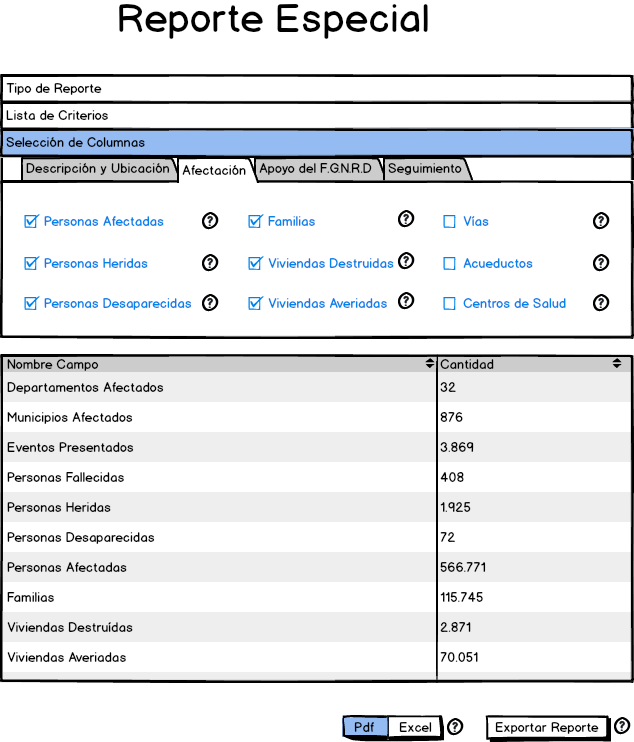 Reporte Especial
Tipo de Reporte
Lista de Criterios
Selección de Columnas
Descripción y Ubicación Afectación Apoyo del F.G.N.R.D Seguimiento
Personas Afectadas ? Familias ? Vías ?
Personas Heridas ? Viviendas Destruidas ? Acueductos ?
Personas Desaparecidas ? Viviendas Averiadas ? Centros de Salud ?
Nombre Campo Cantidad
Departamentos Afectados 32
Municipios Afectados 876
Eventos Presentados 3.869
Personas Fallecidas 408
Personas Heridas 1.925
Personas Desaparecidas 72
Personas Afectadas 566.771
Familias 115.745
Viviendas Destruídas 2.871
Viviendas Averiadas 70.051
Pdf Excel ? Exportar Reporte ?